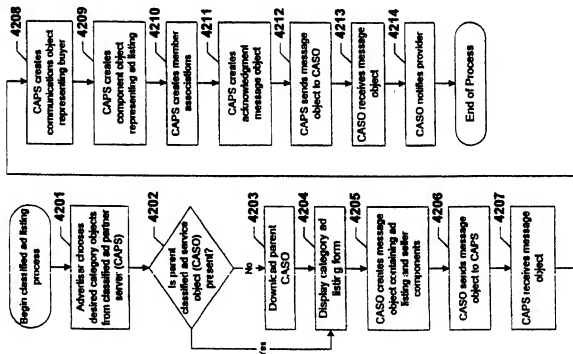 Begin classified ad listing
process
4201
Advertiser chooses
desired category objects
from classified ad partner
server (CAPS)
4202
Is parent
classified ad service
object (CASO)
present?
No
Yes
4203
Download parent
CASO
4204
Display category ad
listing form
4205
CASO creates message
object containing ad
listing and seller
components
4206
CASO sends message
object to CAPS
4207
CAPS receives message
object
4208
CAPS creates
communications object
representing buyer
4209
CAPS creates
component object
representing ad listing
4210
CAPS creates member
associations
4211
CAPS creates
acknowledgment
message object
4212
CAPS sends message
object to CASO
4213
CASO receives message
object
4214
CASO notifies provider
End of Process